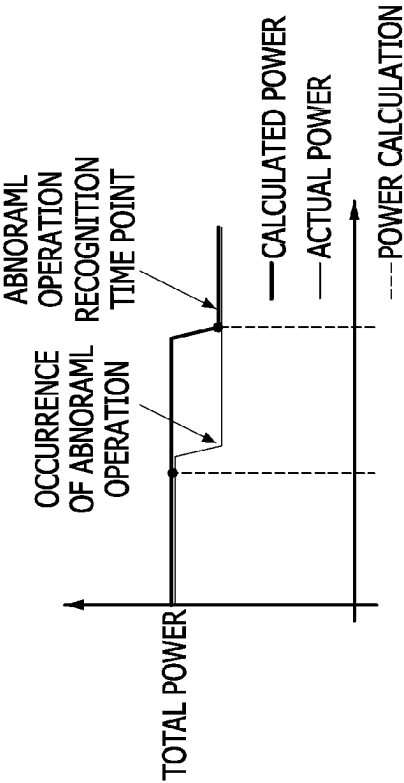 ABNORAML
OPERATION
RECOGNITION
TIME POINT
OCCURRENCE
OF ABNORAML
OPERATION
TOTAL POWER
CALCULATED POWER
ACTUAL POWER
POWER CALCULATION